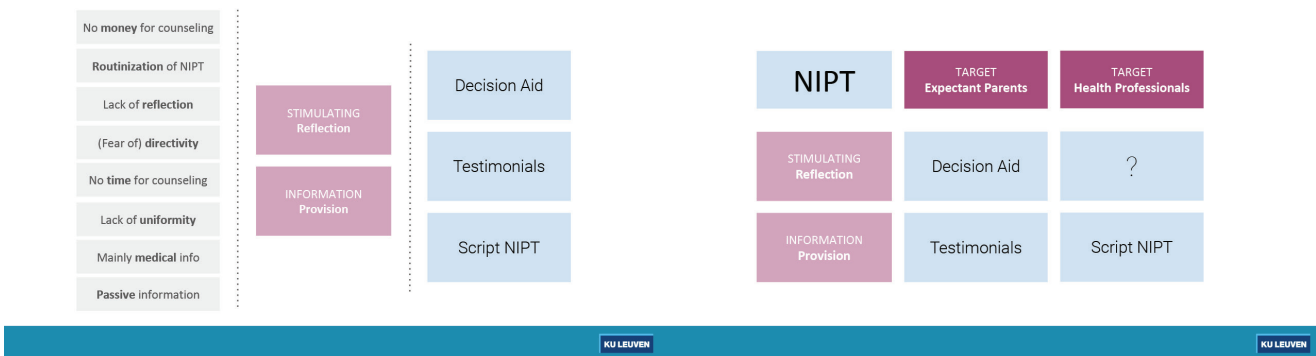 No money for counseling
Routinization of NIPT
Lack of reflection
(Fear of) directivity
No time for counseling
Lack of uniformity
Mainly medical info
Passive information
STIMULATING
Reflection
INFORMATION
Provision
Decision Aid
Testimonials
Script NIPT
KU LEUVEN
NIPT
TARGET
Expectant Parents
TARGET
Health Professionals
STIMULATING
Reflection
Decision Aid
?
INFORMATION
Provision
Testimonials
Script NIPT
KU LEUVEN